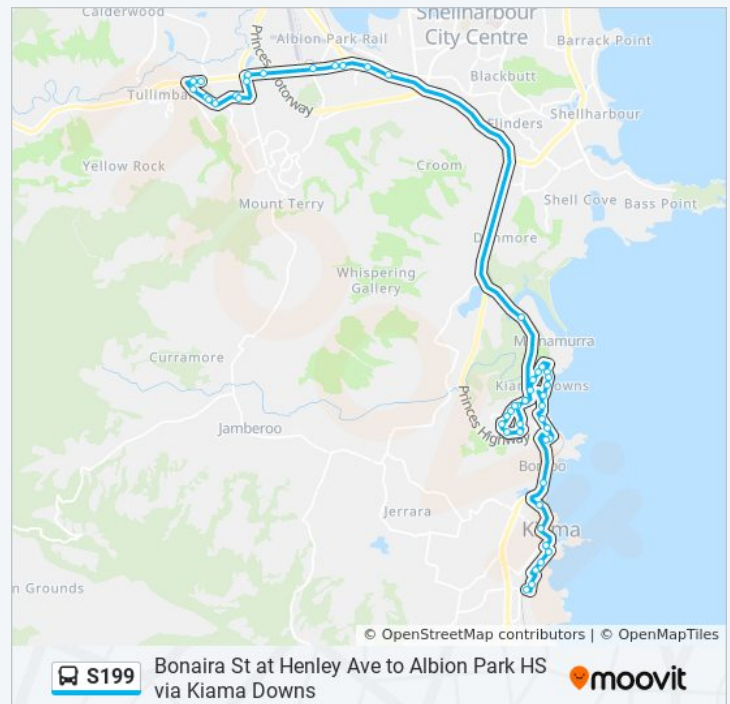 Calderwood
Shellharbour
City Centre
Albion Park Rail
Barrack Point
Princes Motorway
Blackbutt
Tullimbar
Shellharbour
Flinders
Yellow Rock
Croom
Shell Cove
Bass Point
Mount Terry
Dunmore
Whispering
Gallery
Minnamurra
Curramore
Kiama Downs
Princes Highway
Jamberoo
Bombo
Jerrara
Kiama
n Grounds
© OpenStreetMap contributors | © OpenMapTiles
S199
Bonaira St at Henley Ave to Albion Park HS
via Kiama Downs
moovit